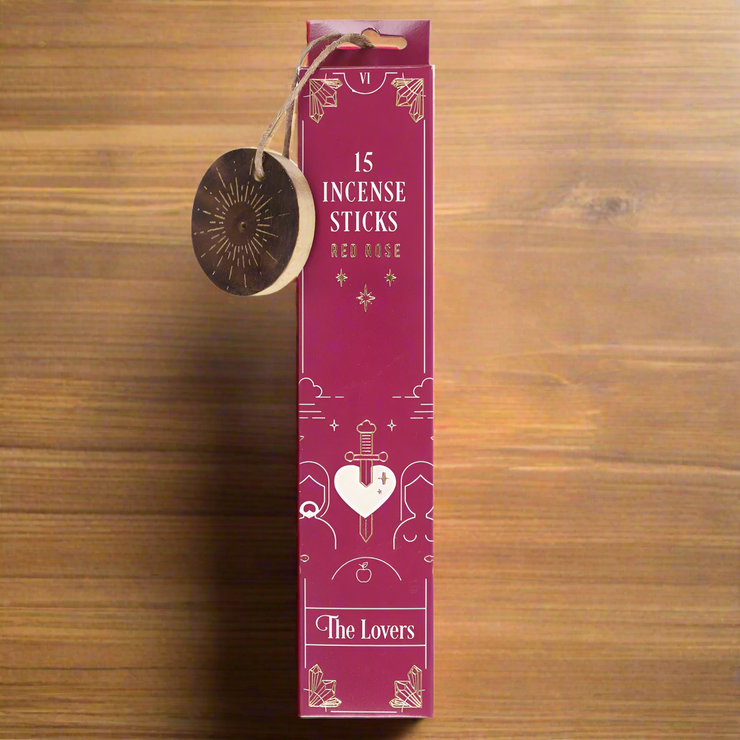 VI
15
INCENSE
STICKS
RED ROSE
The Lovers